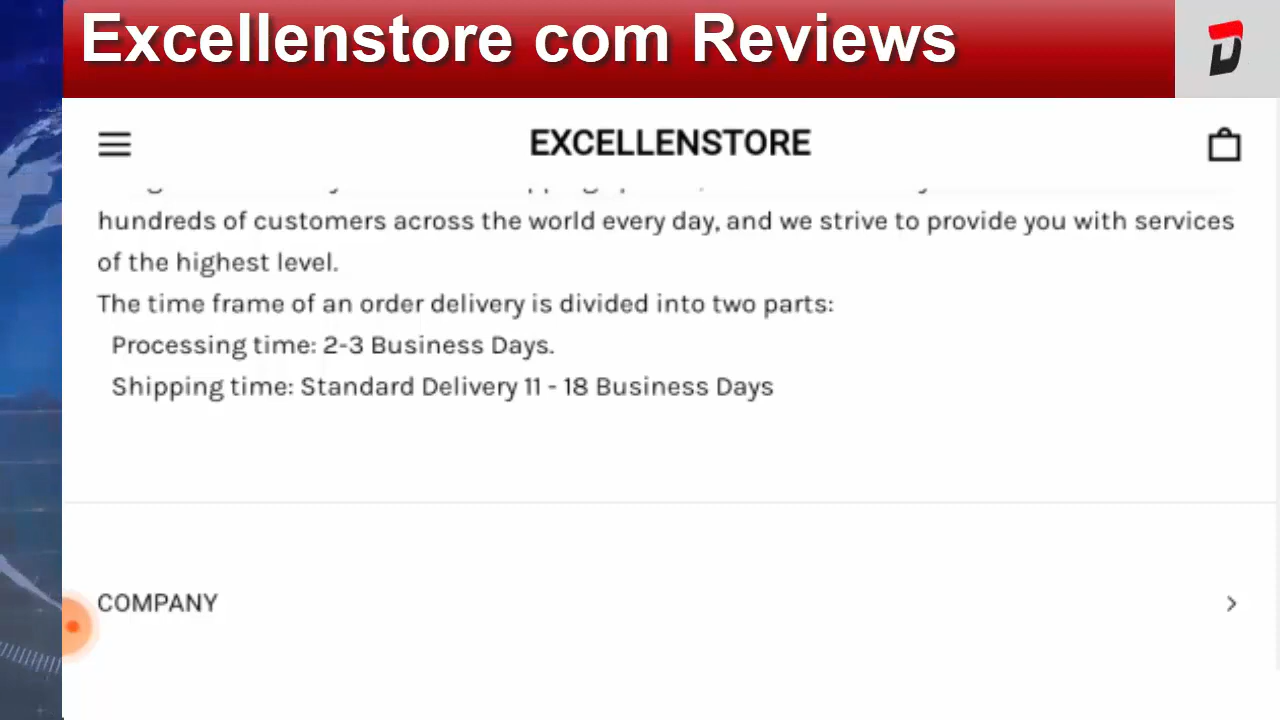 Excellenstore com Reviews
EXCELLENSTORE
hundreds of customers across the world every day, and we strive to provide you with services
of the highest level.
The time frame of an order delivery is divided into two parts:
Processing time: 2-3 Business Days.
Shipping time: Standard Delivery 11 - 18 Business Days
COMPANY